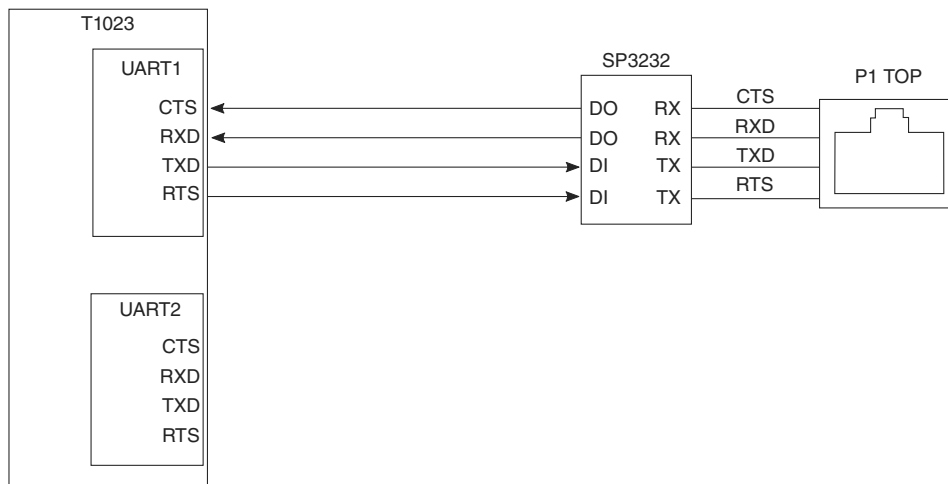 T1023
UART1
CTS
RXD
TXD
RTS
SP3232
DO RX
DO RX
DI TX
DI TX
CTS
RXD
TXD
RTS
P1 TOP
UART2
CTS
RXD
TXD
RTS